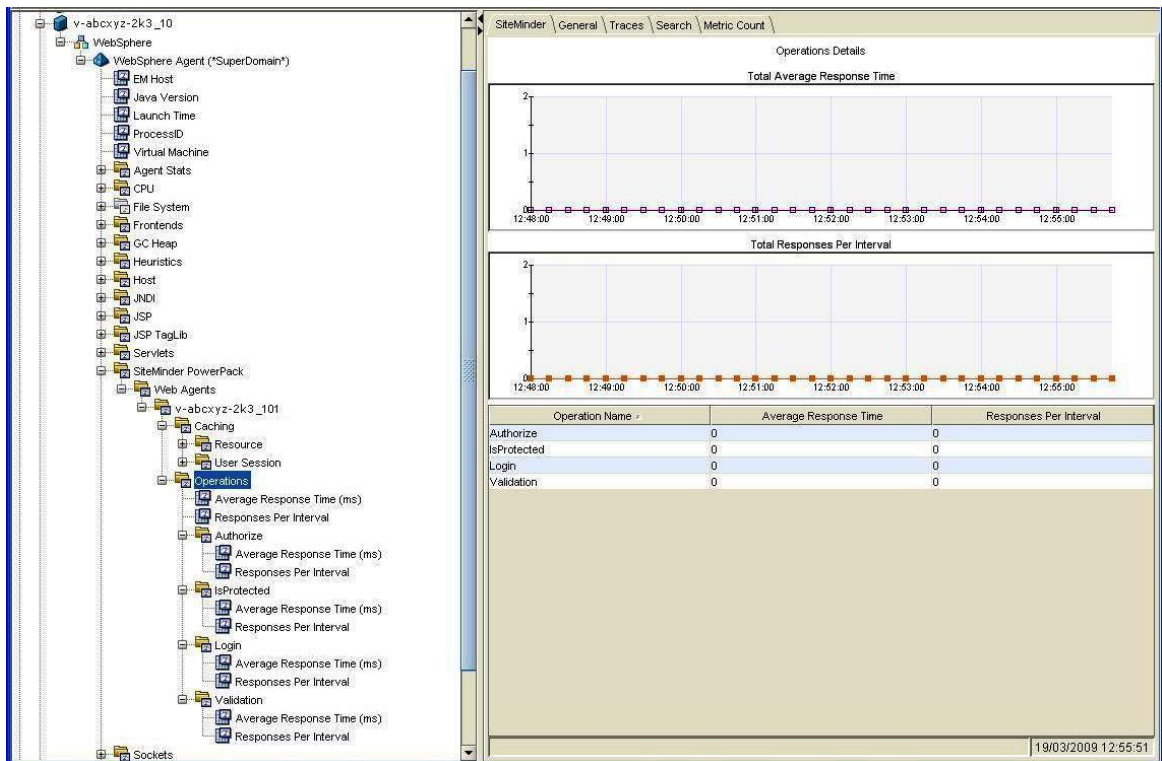 v-abcxyz-2k3_10
WebSphere
WebSphere Agent (*SuperDomain*)
EM Host
Java Version
Launch Time
ProcessID
Virtual Machine
Agent Stats
CPU
File System
Frontends
GC Heap
Heuristics
Host
JNDI
JSP
JSP TagLib
Servlets
SiteMinder PowerPack
Web Agents
v-abcxyz-2k3_101
Caching
Resource
User Session
Operations
Average Response Time (ms)
Responses Per Interval
Authorize
Average Response Time (ms)
Responses Per Interval
IsProtected
Average Response Time (ms)
Responses Per Interval
Login
Average Response Time (ms)
Responses Per Interval
Validation
Average Response Time (ms)
Responses Per Interval
Sockets
SiteMinder General Traces Search Metric Count
Operations Details
Total Average Response Time
2
1
0
12:48:00 12:49:00 12:50:00 12:51:00 12:52:00 12:53:00 12:54:00 12:55:00
Total Responses Per Interval
2
1
0
12:48:00 12:49:00 12:50:00 12:51:00 12:52:00 12:53:00 12:54:00 12:55:00
Operation Name Average Response Time Responses Per Interval
Authorize 0 0
IsProtected 0 0
Login 0 0
Validation 0 0
19/03/2009 12:55:51